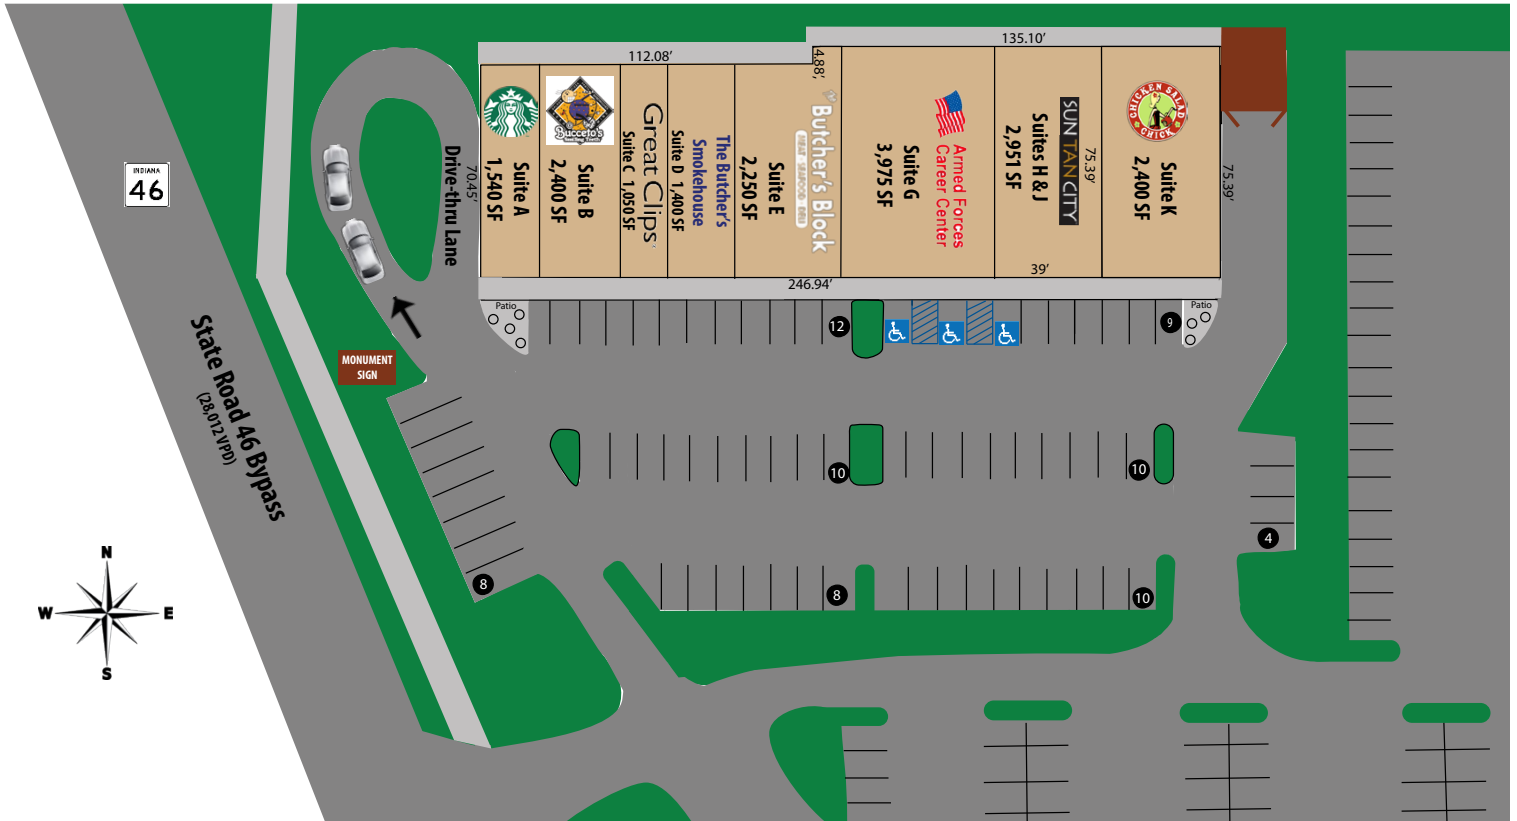 112.08’
135.10’
4.88’
INDIANA
46
Drive-thru Lane
70.45’
Suite A
1,540 SF
Bucceto's
Suite B
2,400 SF
Great Clips
Suite C 1,050 SF
The Butcher's
Smokehouse
Suite D 1,400 SF
Suite E
2,250 SF
The
Butcher's Block
MEAT · SEAFOOD · DELI
Armed Forces
Career Center
Suite G
3,975 SF
SUN TAN CITY
75.39’
Suites H & J
2,951 SF
39’
CHICKEN SALAD
CHICK
Suite K
2,400 SF
75.39’
246.94’
Patio
12
9
Patio
MONUMENT
SIGN
State Road 46 Bypass
(28,012 VPD)
10
10
4
8
8
10
N
W
E
S